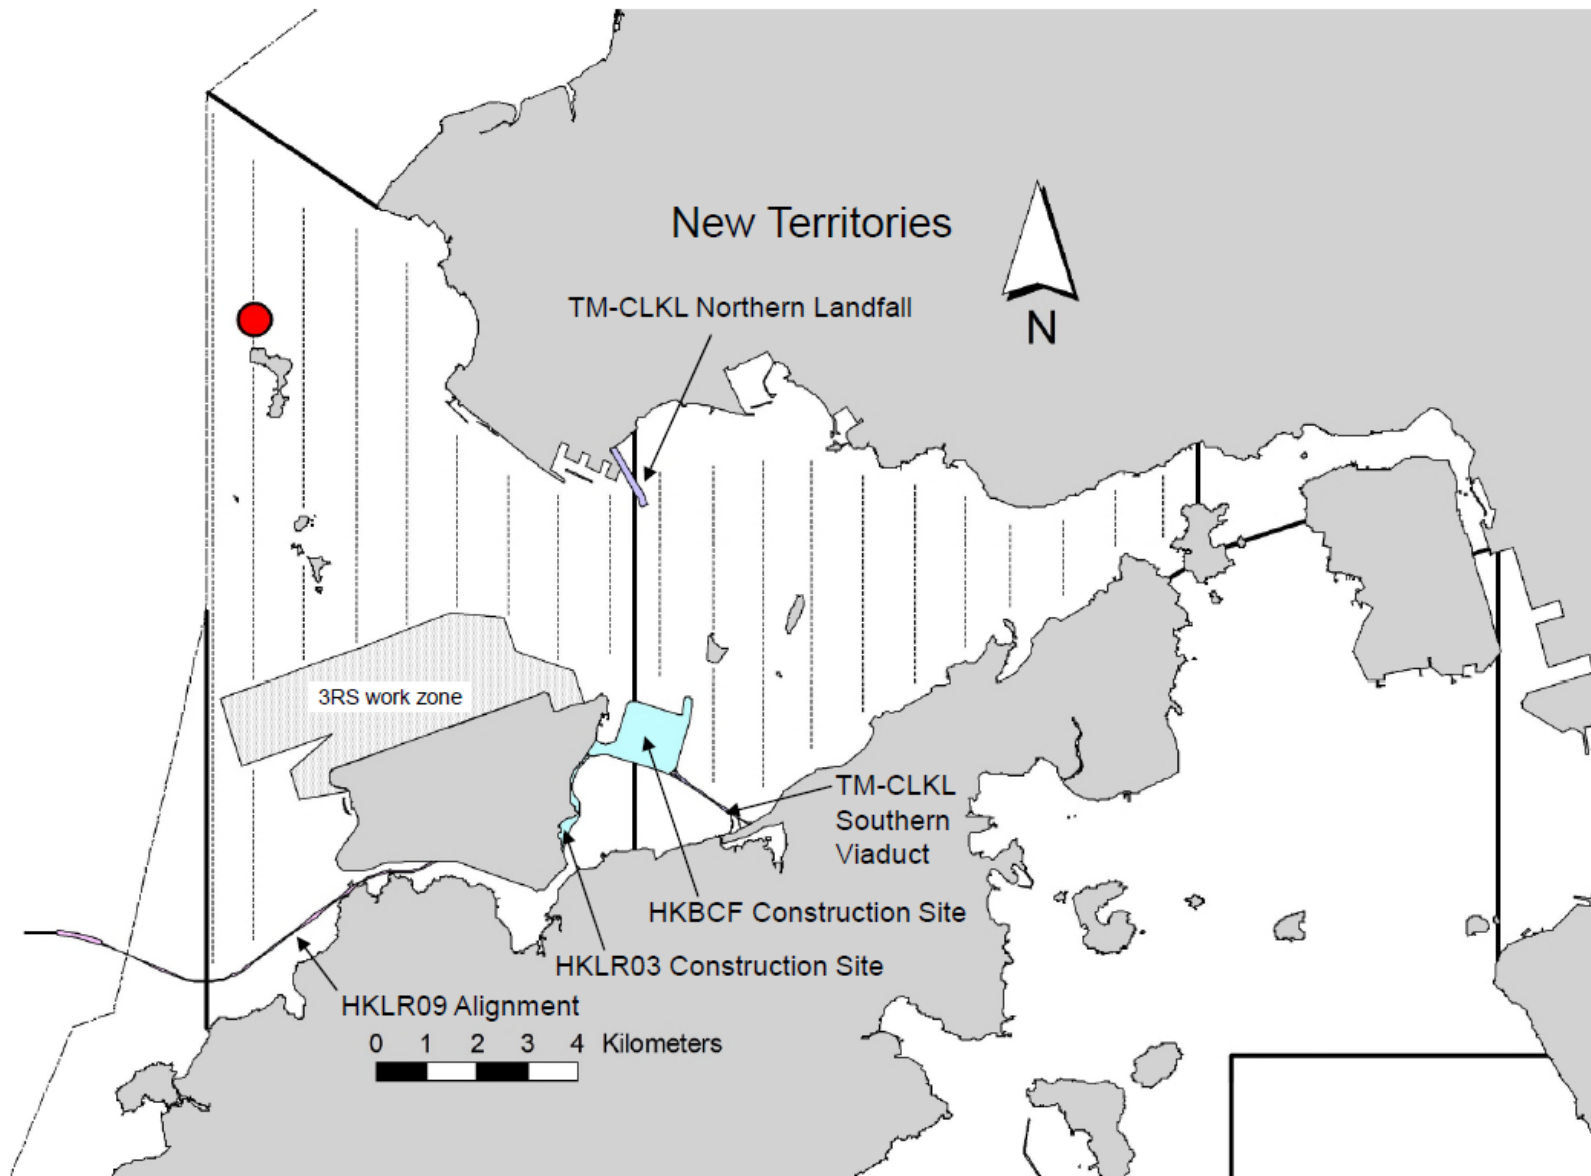 New Territories
TM-CLKL Northern Landfall
N
3RS work zone
TM-CLKL
Southern
Viaduct
HKBCF Construction Site
HKLR03 Construction Site
HKLR09 Alignment
0 1 2 3 4 Kilometers